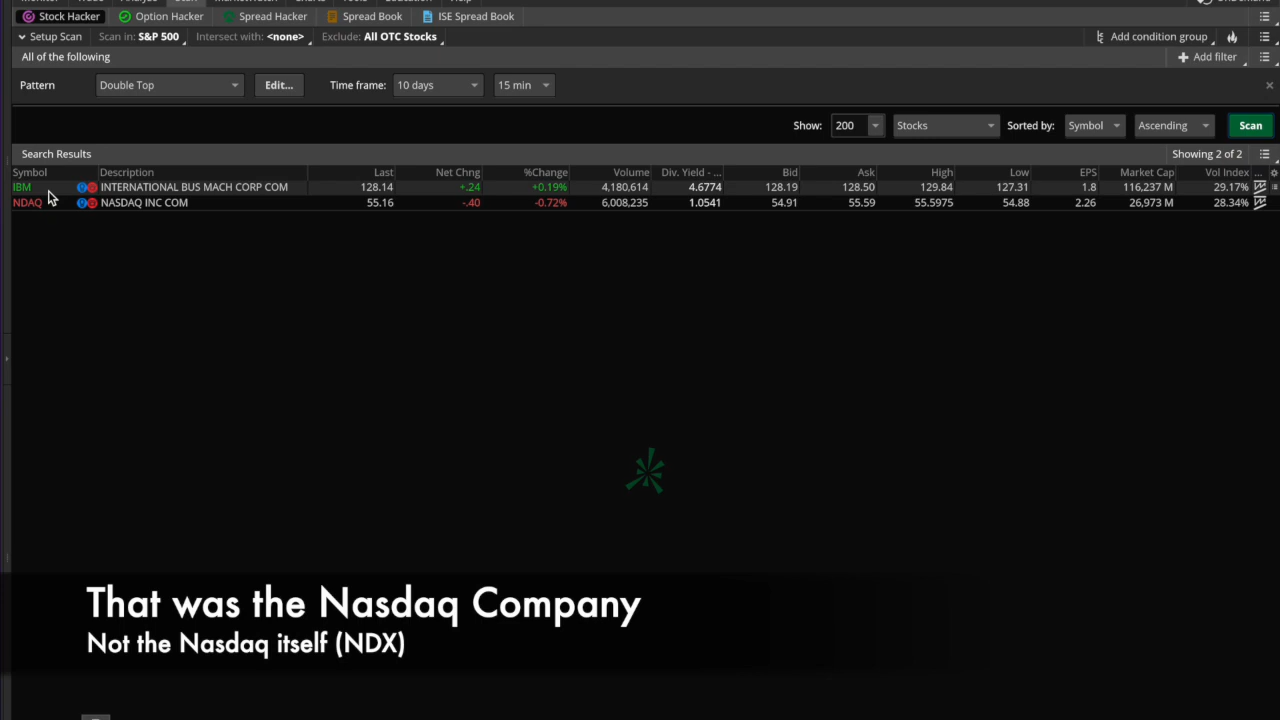 Stock Hacker Option Hacker Spread Hacker Spread Book ISE Spread Book
Setup Scan Scan in: S&P 500 Intersect with: <none> Exclude: All OTC Stocks Add condition group
All of the following Add filter
Pattern Double Top Edit... Time frame: 10 days 15 min
Show: 200 Stocks Sorted by: Symbol Ascending Scan
Search Results Showing 2 of 2
Symbol Description Last Net Chng %Change Volume Div. Yield - ... Bid Ask High Low EPS Market Cap Vol Index ...
IBM INTERNATIONAL BUS MACH CORP COM 128.14 +.24 +0.19% 4,180,614 4.6774 128.19 128.50 129.84 127.31 1.8 116,237 M 29.17%
NDAQ NASDAQ INC COM 55.16 -.40 -0.72% 6,008,235 1.0541 54.91 55.59 55.5975 54.88 2.26 26,973 M 28.34%
That was the Nasdaq Company
Not the Nasdaq itself (NDX)